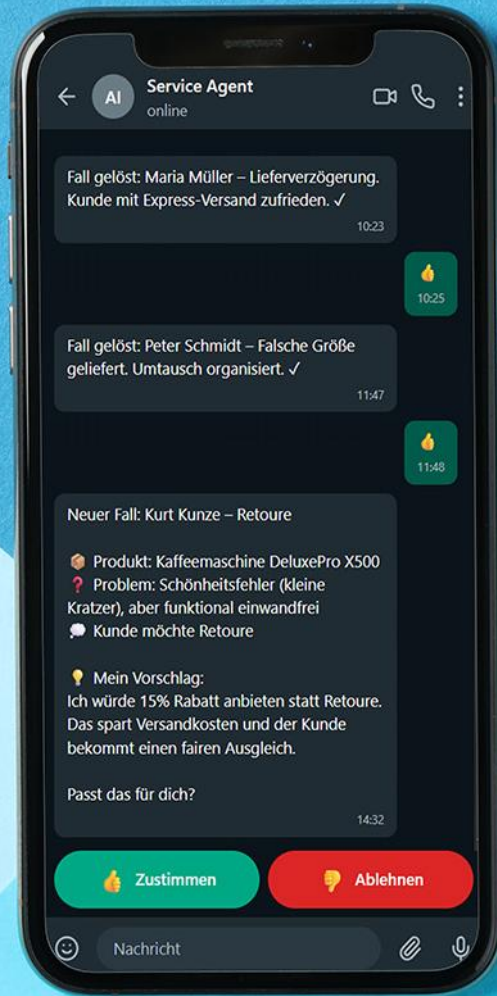 AI
Service Agent
online
Fall gelöst: Maria Müller – Lieferverzögerung.
Kunde mit Express-Versand zufrieden. ✓
10:23
👍
10:25
Fall gelöst: Peter Schmidt – Falsche Größe
geliefert. Umtausch organisiert. ✓
11:47
👍
11:48
Neuer Fall: Kurt Kunze – Retoure
📦 Produkt: Kaffeemaschine DeluxePro X500
❓ Problem: Schönheitsfehler (kleine
Kratzer), aber funktional einwandfrei
💭 Kunde möchte Retoure
💡 Mein Vorschlag:
Ich würde 15% Rabatt anbieten statt Retoure.
Das spart Versandkosten und der Kunde
bekommt einen fairen Ausgleich.
Passt das für dich?
14:32
👍 Zustimmen 👎 Ablehnen
Nachricht